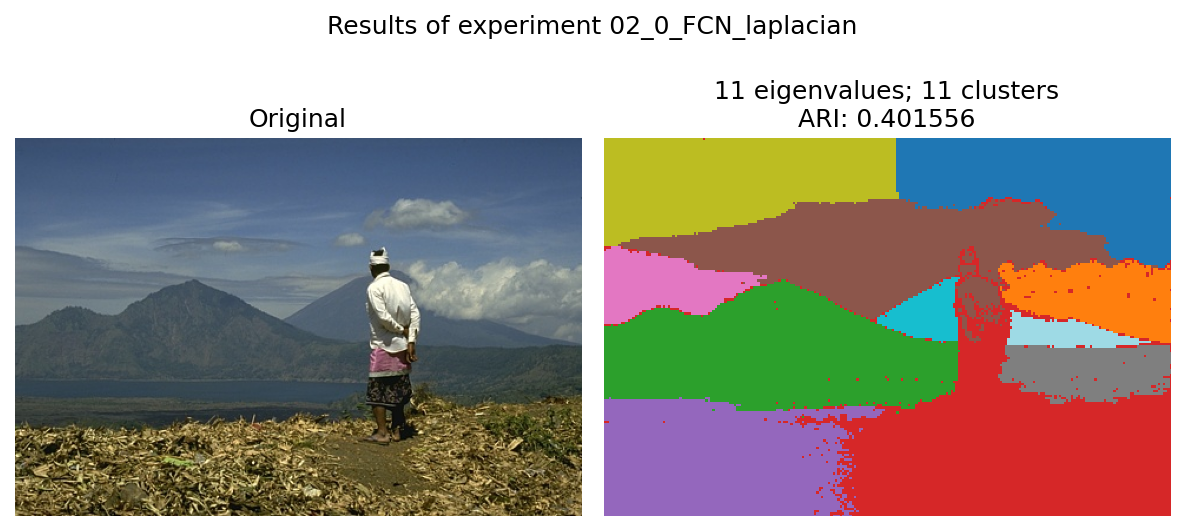 Results of experiment 02_0_FCN_laplacian
Original
11 eigenvalues; 11 clusters
ARI: 0.401556